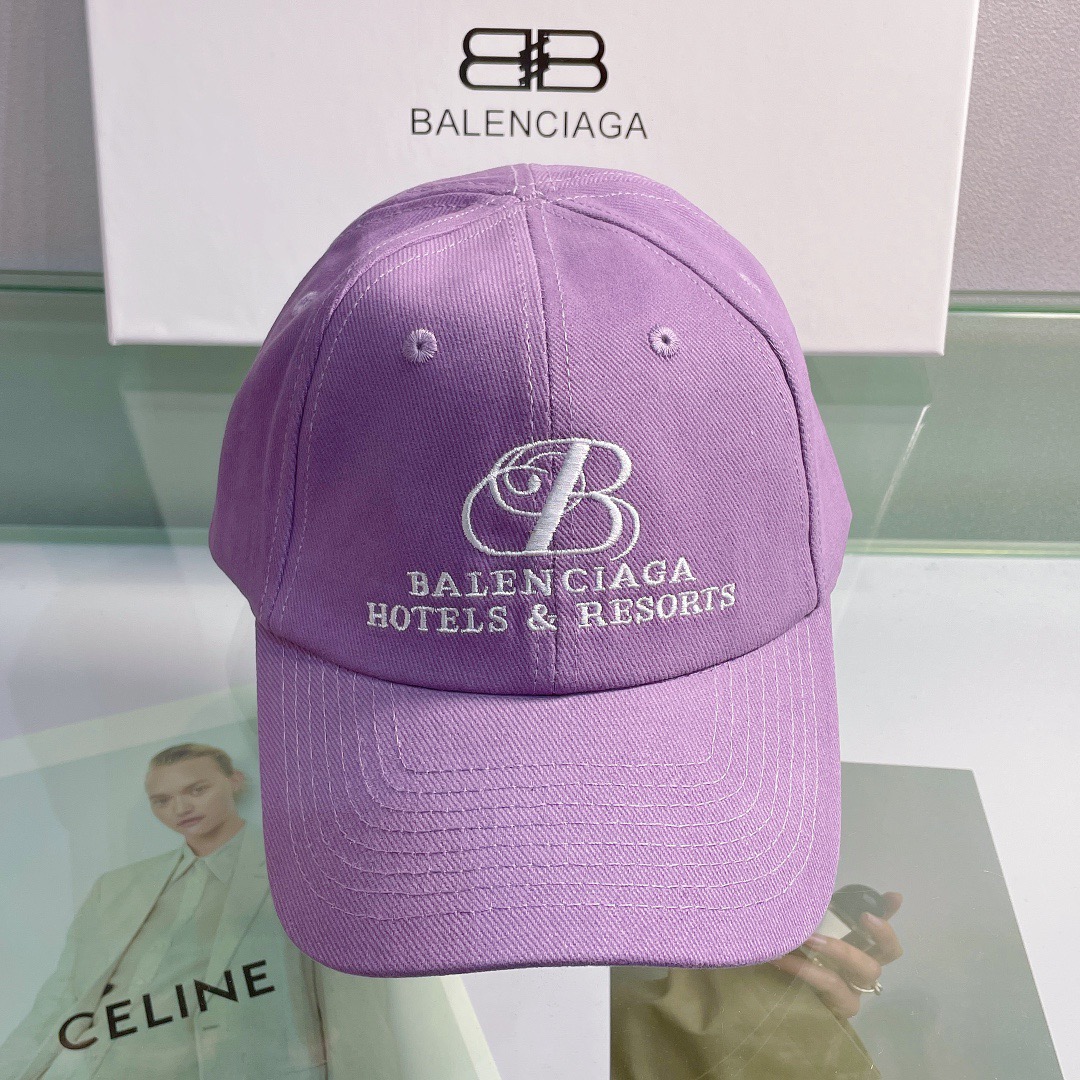 BALENCIAGA
B
BALENCIAGA
HOTELS & RESORTS
CELINE